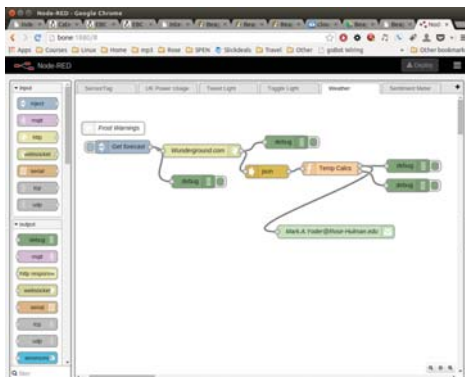 Node-RED - Google Chrome
bone:1880/#
Apps Courses Linux Home mp3 Rose SPEN Slickdeals Travel Other gidbot Wiring Other bookmarks
Node-RED
Deploy
SensorTag UK Power Usage Tweet Light Toggle Light Weather Sentiment Meter
input
inject
mqtt
http
websocket
serial
tcp
udp
output
debug
mqtt
http response
websocket
serial
tcp
udp
Frost Warnings
Get forecast
Wunderground.com
debug
debug
json
Temp Calcs
debug
debug
Mark.A.Yoder@Rose-Hulman.edu